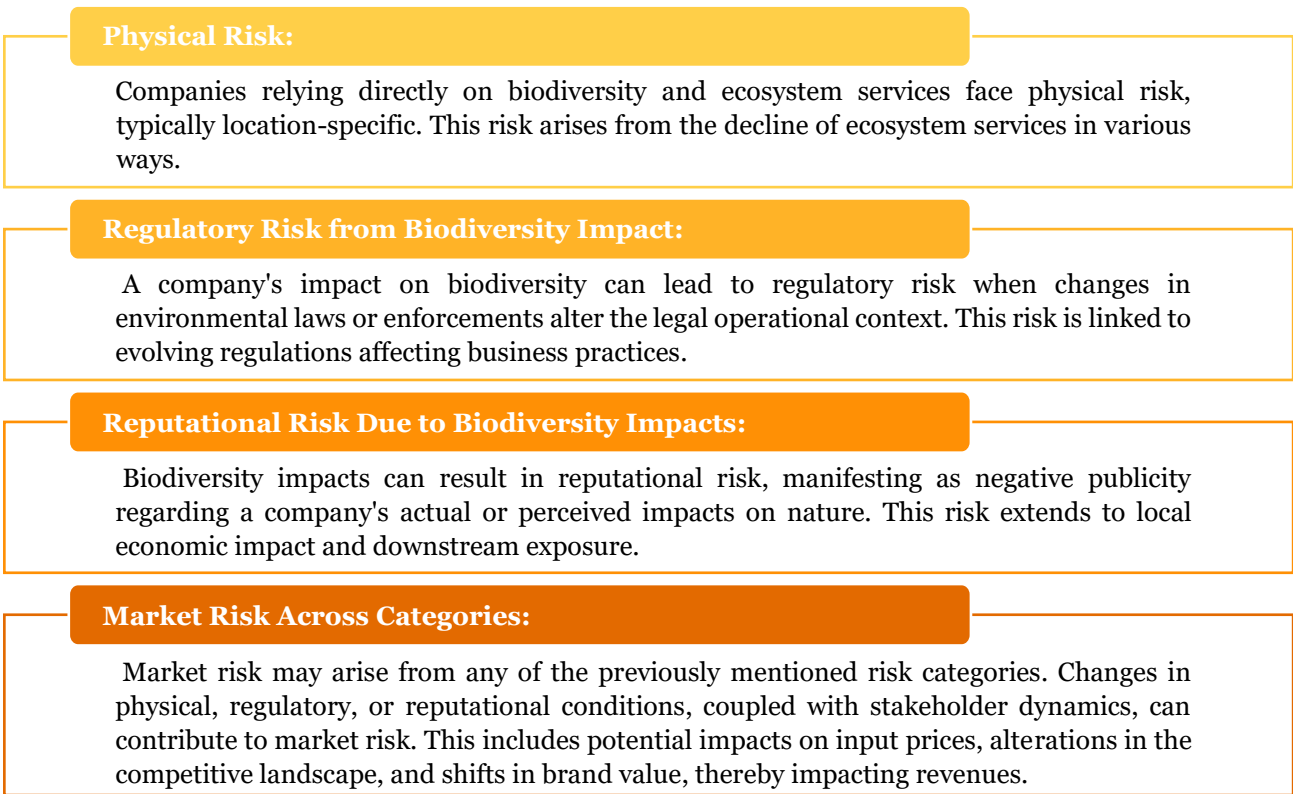 Physical Risk:
Companies relying directly on biodiversity and ecosystem services face physical risk,
typically location-specific. This risk arises from the decline of ecosystem services in various
ways.
Regulatory Risk from Biodiversity Impact:
A company's impact on biodiversity can lead to regulatory risk when changes in
environmental laws or enforcements alter the legal operational context. This risk is linked to
evolving regulations affecting business practices.
Reputational Risk Due to Biodiversity Impacts:
Biodiversity impacts can result in reputational risk, manifesting as negative publicity
regarding a company's actual or perceived impacts on nature. This risk extends to local
economic impact and downstream exposure.
Market Risk Across Categories:
Market risk may arise from any of the previously mentioned risk categories. Changes in
physical, regulatory, or reputational conditions, coupled with stakeholder dynamics, can
contribute to market risk. This includes potential impacts on input prices, alterations in the
competitive landscape, and shifts in brand value, thereby impacting revenues.